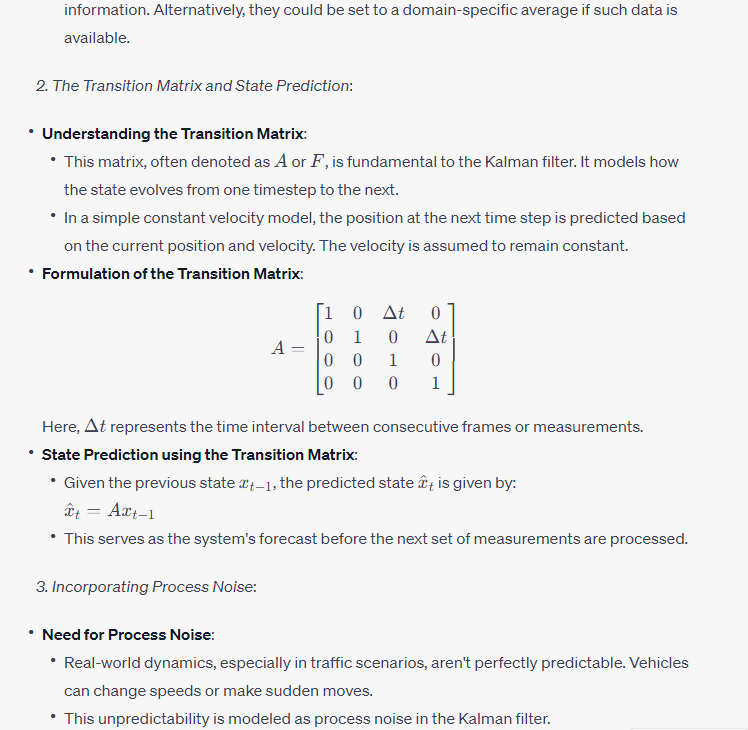 information. Alternatively, they could be set to a domain-specific average if such data is
available.
2. The Transition Matrix and State Prediction:
• Understanding the Transition Matrix:
• This matrix, often denoted as A or F, is fundamental to the Kalman filter. It models how
the state evolves from one timestep to the next.
• In a simple constant velocity model, the position at the next time step is predicted based
on the current position and velocity. The velocity is assumed to remain constant.
• Formulation of the Transition Matrix:
A =
1 0 Δt 0
0 1 0 Δt
0 0 1 0
0 0 0 1
Here, Δt represents the time interval between consecutive frames or measurements.
• State Prediction using the Transition Matrix:
• Given the previous state x_{t−1}, the predicted state x̂_t is given by:
x̂_t = Ax_{t−1}
• This serves as the system's forecast before the next set of measurements are processed.
3. Incorporating Process Noise:
• Need for Process Noise:
• Real-world dynamics, especially in traffic scenarios, aren't perfectly predictable. Vehicles
can change speeds or make sudden moves.
• This unpredictability is modeled as process noise in the Kalman filter.